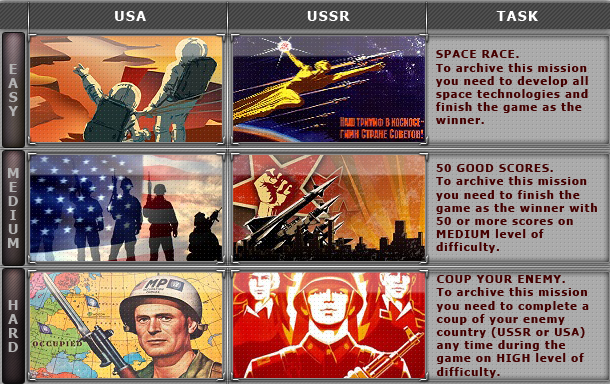 USA USSR TASK
EASY
НАШ ТРИУМФ В КОСМОСЕ-
ГИМН СТРАНЕ СОВЕТОВ!
SPACE RACE.
To archive this mission
you need to develop all
space technologies and
finish the game as the
winner.
MEDIUM
50 GOOD SCORES.
To archive this mission
you need to finish the
game as the winner with
50 or more scores on
MEDIUM level of
difficulty.
HARD
MP
OCCUPIED
COUP YOUR ENEMY.
To archive this mission
you need to complete a
coup of your enemy
country (USSR or USA)
any time during the
game on HIGH level of
difficulty.